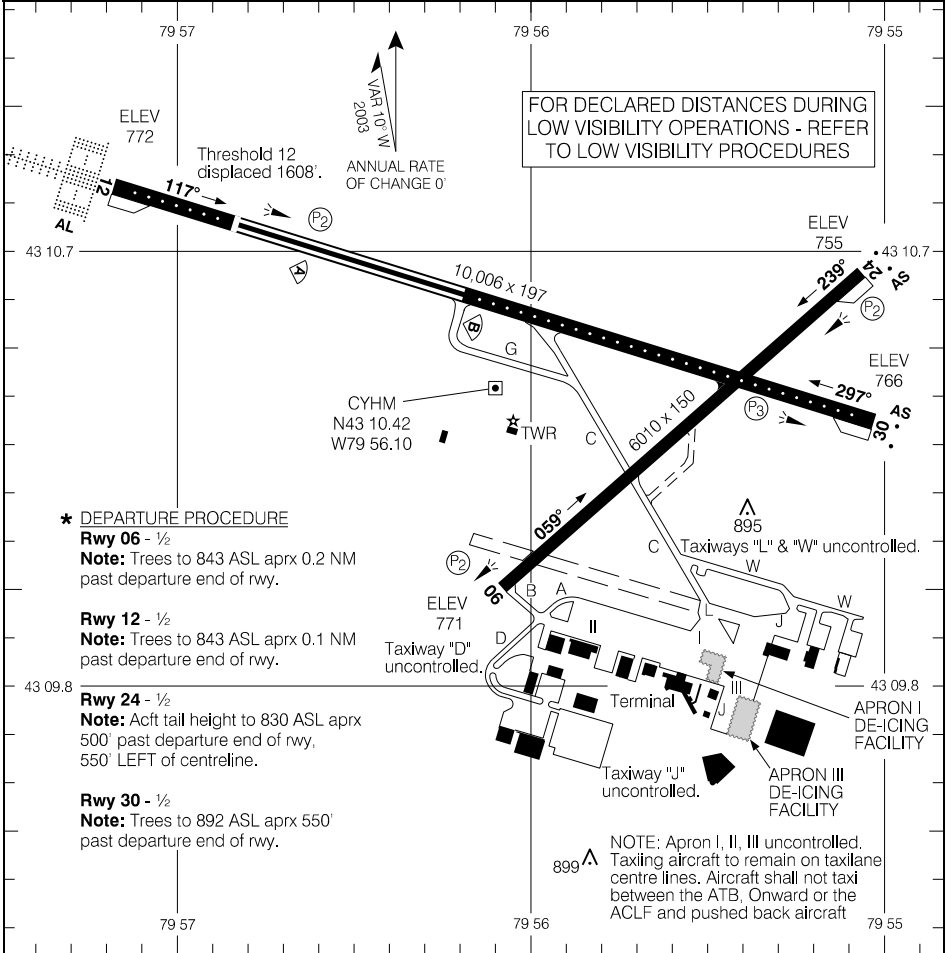 79 57
79 56
79 55
VAR 10° W
2003
ANNUAL RATE
OF CHANGE 0'
FOR DECLARED DISTANCES DURING
LOW VISIBILITY OPERATIONS - REFER
TO LOW VISIBILITY PROCEDURES
ELEV
772
Threshold 12
displaced 1608'.
12
117°
AL
P2
ELEV
755
43 10.7
43 10.7
24
AS
239°
P2
A
10,006 x 197
B
G
ELEV
766
297°
AS
30
P3
CYHM
N43 10.42
W79 56.10
TWR
C
6010 x 150
059°
895
Taxiways "L" & "W" uncontrolled.
C
W
W
* DEPARTURE PROCEDURE
Rwy 06 - ½
Note: Trees to 843 ASL aprx 0.2 NM
past departure end of rwy.
Rwy 12 - ½
Note: Trees to 843 ASL aprx 0.1 NM
past departure end of rwy.
Rwy 24 - ½
Note: Acft tail height to 830 ASL aprx
500' past departure end of rwy,
550' LEFT of centreline.
Rwy 30 - ½
Note: Trees to 892 ASL aprx 550'
past departure end of rwy.
P2
06
ELEV
771
B
A
D
Taxiway "D"
uncontrolled.
II
I
J
III
J
Terminal
43 09.8
43 09.8
APRON I
DE-ICING
FACILITY
Taxiway "J"
uncontrolled.
APRON III
DE-ICING
FACILITY
899
NOTE: Apron I, II, III uncontrolled.
Taxiing aircraft to remain on taxilane
centre lines. Aircraft shall not taxi
between the ATB, Onward or the
ACLF and pushed back aircraft
79 57
79 56
79 55